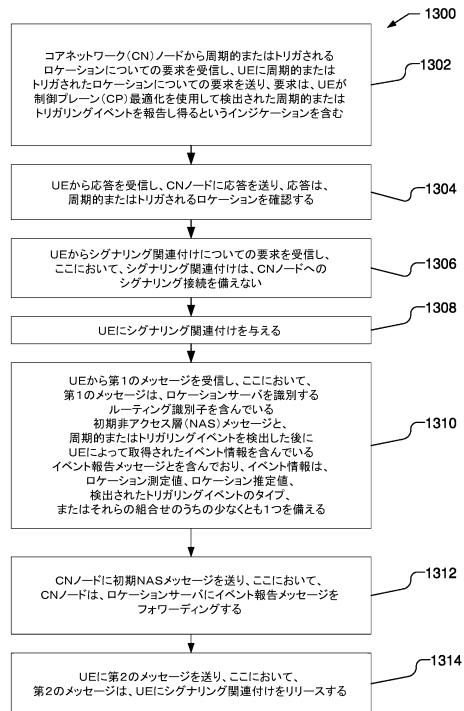 1300
コアネットワーク(CN)ノードから周期的またはトリガされる
ロケーションについての要求を受信し、UEに周期的または
トリガされたロケーションについての要求を送り、要求は、UEが
制御プレーン(CP)最適化を使用して検出された周期的または
トリガリングイベントを報告し得るというインジケーションを含む
1302
UEから応答を受信し、CNノードに応答を送り、応答は、
周期的またはトリガされるロケーションを確認する
1304
UEからシグナリング関連付けについての要求を受信し、
ここにおいて、シグナリング関連付けは、CNノードへの
シグナリング接続を備えない
1306
UEにシグナリング関連付けを与える
1308
UEから第1のメッセージを受信し、ここにおいて、
第1のメッセージは、ロケーションサーバを識別する
ルーティング識別子を含んでいる
初期非アクセス層(NAS)メッセージと、
周期的またはトリガリングイベントを検出した後に
UEによって取得されたイベント情報を含んでいる
イベント報告メッセージとを含んでおり、イベント情報は、
ロケーション測定値、ロケーション推定値、
検出されたトリガリングイベントのタイプ、
またはそれらの組合せのうちの少なくとも1つを備える
1310
CNノードに初期NASメッセージを送り、ここにおいて、
CNノードは、ロケーションサーバにイベント報告メッセージを
フォワーディングする
1312
UEに第2のメッセージを送り、ここにおいて、
第2のメッセージは、UEにシグナリング関連付けをリリースする
1314